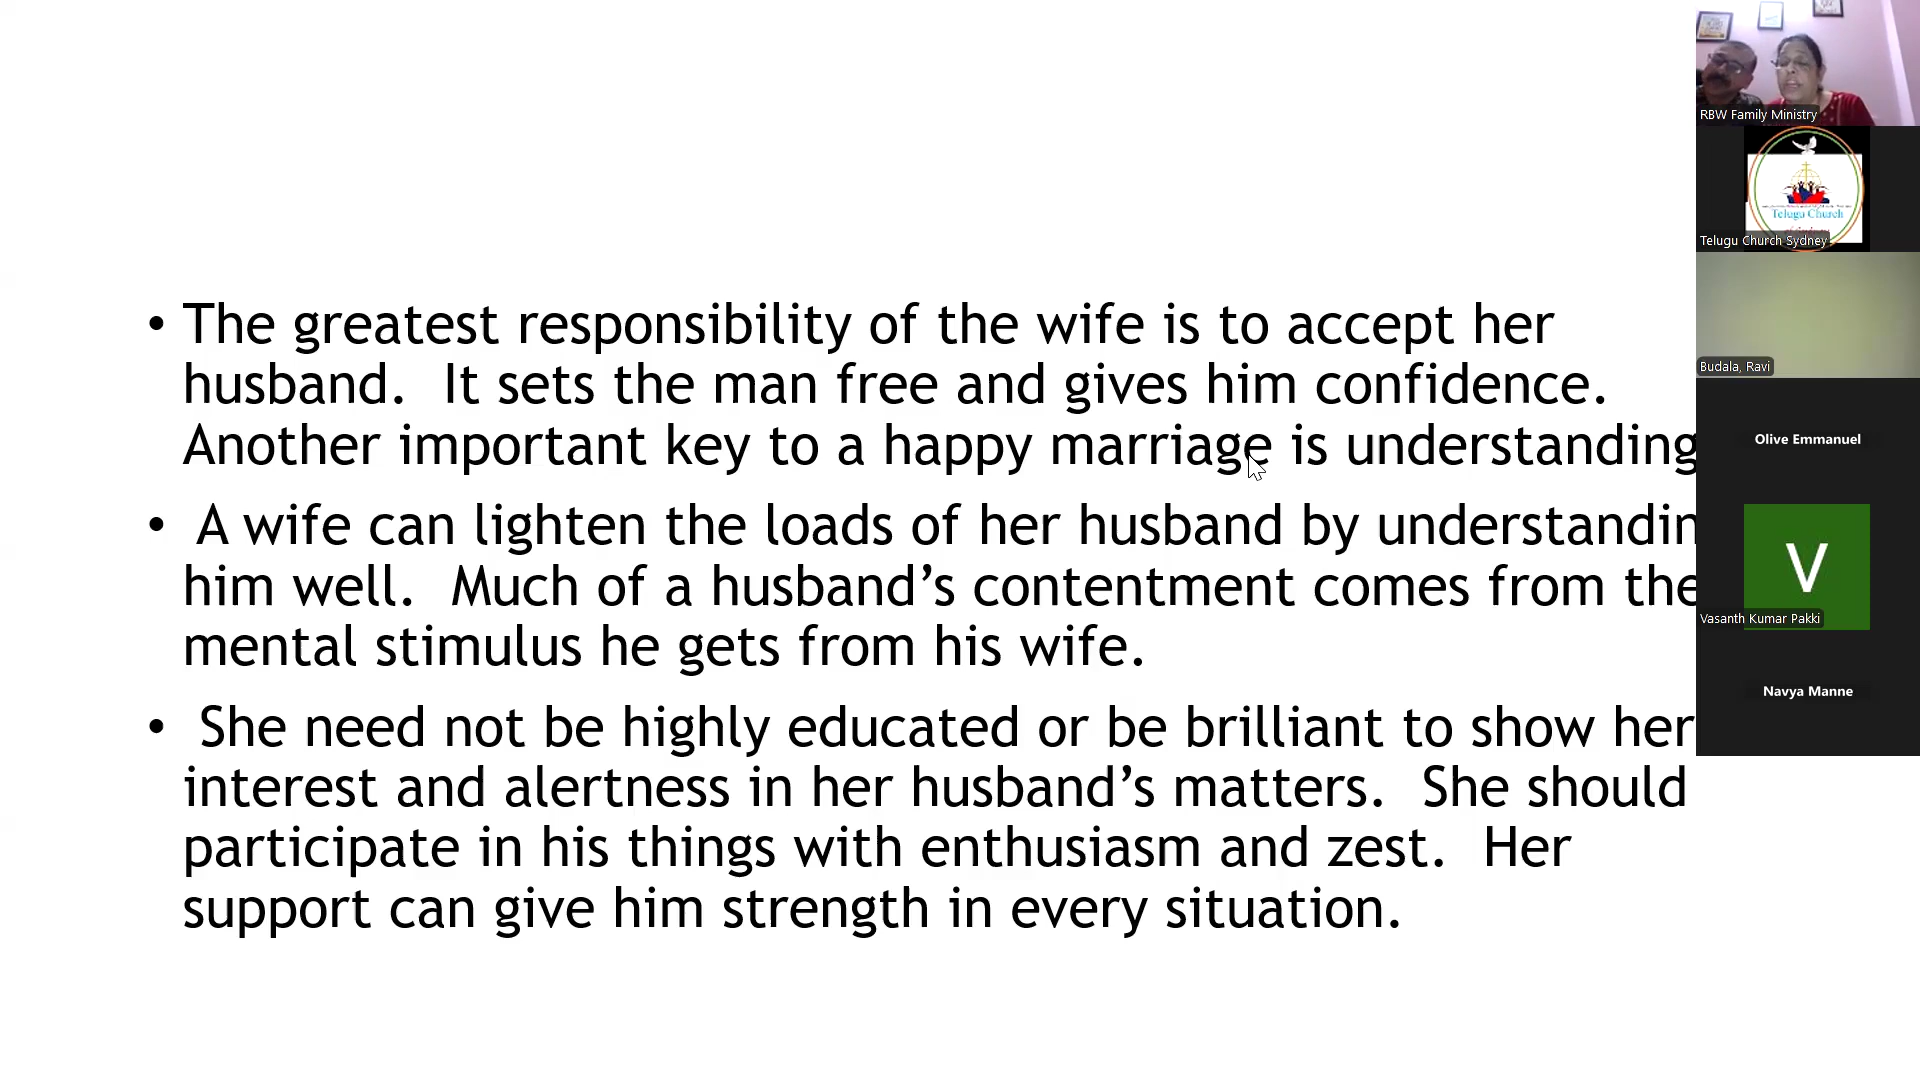 • The greatest responsibility of the wife is to accept her
husband.  It sets the man free and gives him confidence.
Another important key to a happy marriage is understanding
•  A wife can lighten the loads of her husband by understandin
him well.  Much of a husband’s contentment comes from the
mental stimulus he gets from his wife.
•  She need not be highly educated or be brilliant to show her
interest and alertness in her husband’s matters.  She should
participate in his things with enthusiasm and zest.  Her
support can give him strength in every situation.
RBW Family Ministry
Telugu Church
Telugu Church Sydney
Budala, Ravi
Olive Emmanuel
V
Vasanth Kumar Pakki
Navya Manne